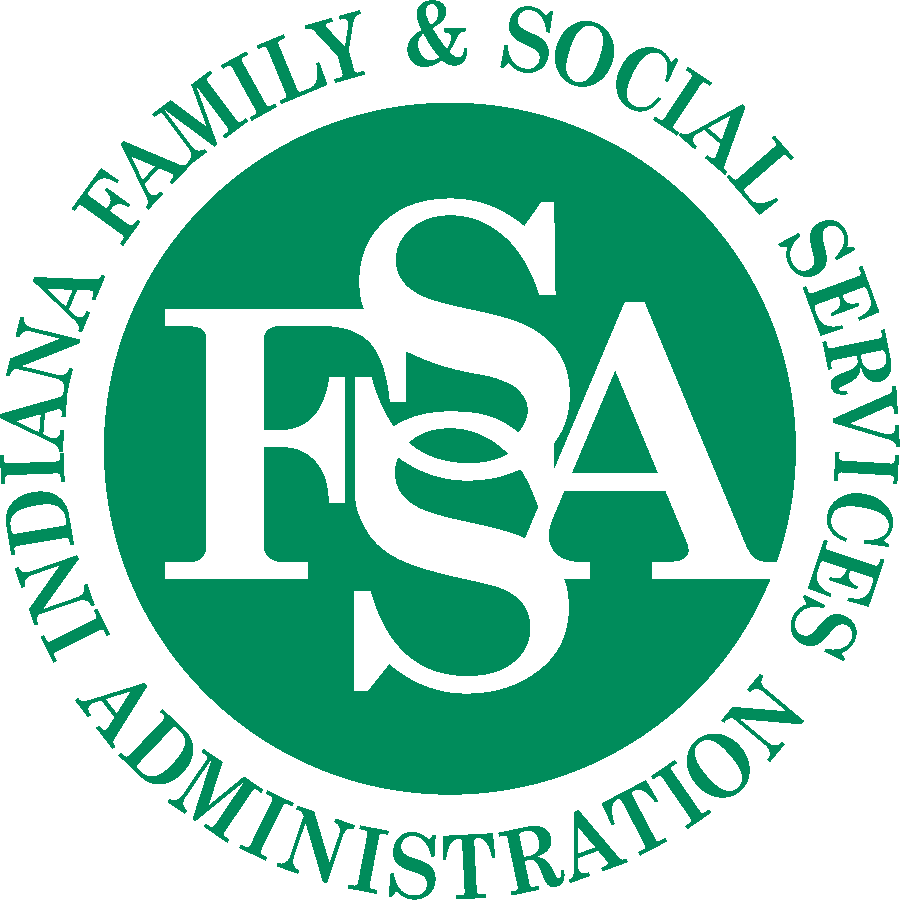 INDIANA FAMILY & SOCIAL SERVICES
ADMINISTRATION
FSSA